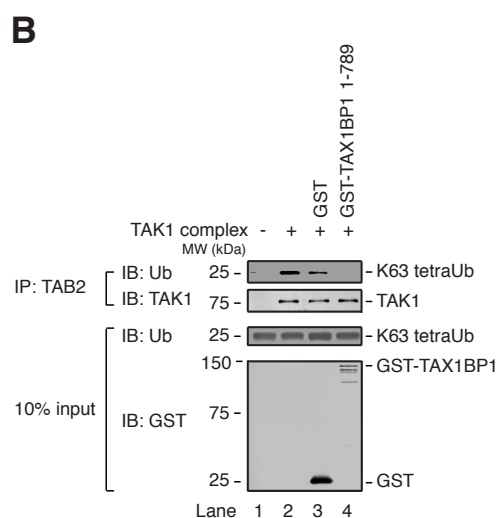 B
GST
GST-TAX1BP1 1-789
TAK1 complex - + + +
MW (kDa)
IP: TAB2
IB: Ub 25 - - K63 tetraUb
IB: TAK1 75 - - TAK1
10% input
IB: Ub 25 - - K63 tetraUb
150 - - GST-TAX1BP1
IB: GST 75 -
25 - - GST
Lane 1 2 3 4